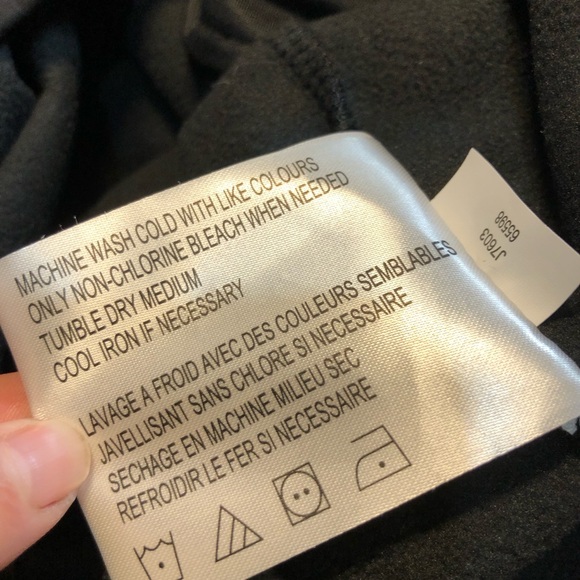 MACHINE WASH COLD WITH LIKE COLOURS
ONLY NON-CHLORINE BLEACH WHEN NEEDED
TUMBLE DRY MEDIUM
COOL IRON IF NECESSARY
LAVAGE A FROID AVEC DES COULEURS SEMBLABLES
JAVELLISANT SANS CHLORE SI NECESSAIRE
SECHAGE EN MACHINE MILIEU SEC
REFROIDIR LE FER SI NECESSAIRE
J7603
65598